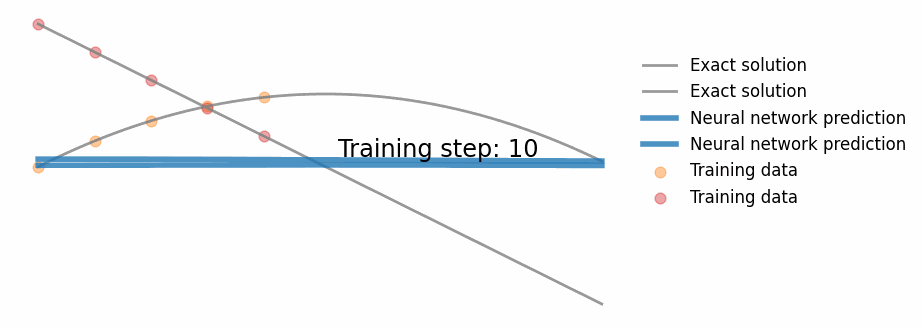 Training step: 10
Exact solution
Exact solution
Neural network prediction
Neural network prediction
Training data
Training data